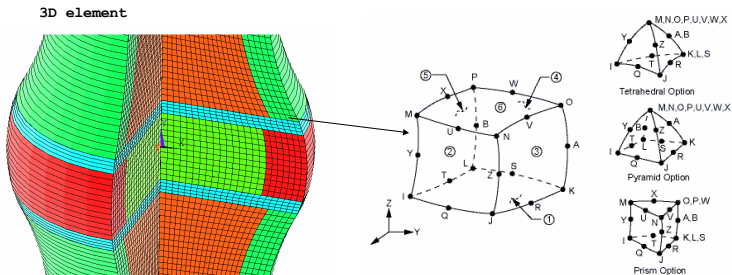 3D element
X
M,N,O,P,U,V,W,X
Y
A,B
Z
I
T
K,L,S
Q
R
J
Tetrahedral Option
5
P
W
4
X
6
O
M
U
B
N
V
A
Y
2
3
L
Z
S
T
I
K
Q
J
R
1
Z
Y
M,N,O,P,U,V,W,X
Y
B
Z
A
T
L
S
K
I
Q
R
J
Pyramid Option
X
M
O,P,W
U
V
N
Y
A,B
Z
I
T
K,L,S
Q
R
J
Prism Option